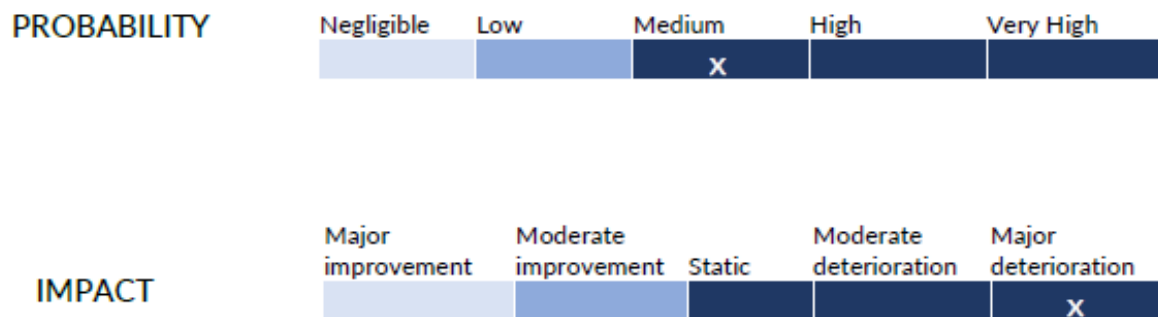 PROBABILITY
Negligible Low Medium High Very High
x
Major improvement Moderate improvement Static Moderate deterioration Major deterioration
IMPACT
x